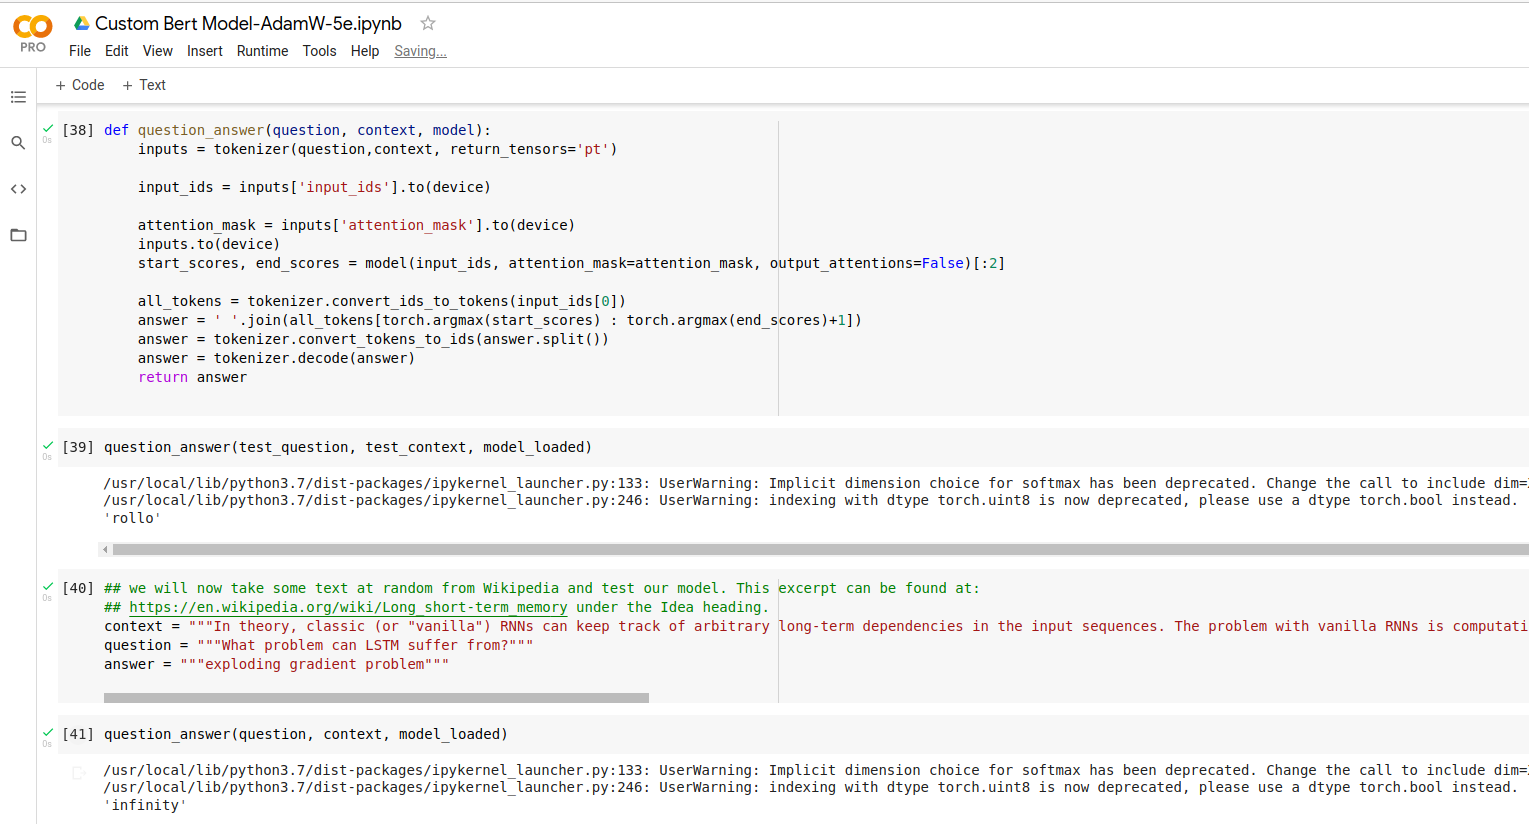 Custom Bert Model-AdamW-5e.ipynb
PRO
File Edit View Insert Runtime Tools Help Saving...
+ Code + Text
0s
[38] def question_answer(question, context, model):
inputs = tokenizer(question,context, return_tensors='pt')
input_ids = inputs['input_ids'].to(device)
attention_mask = inputs['attention_mask'].to(device)
inputs.to(device)
start_scores, end_scores = model(input_ids, attention_mask=attention_mask, output_attentions=False)[:2]
all_tokens = tokenizer.convert_ids_to_tokens(input_ids[0])
answer = ' '.join(all_tokens[torch.argmax(start_scores) : torch.argmax(end_scores)+1])
answer = tokenizer.convert_tokens_to_ids(answer.split())
answer = tokenizer.decode(answer)
return answer
[39] question_answer(test_question, test_context, model_loaded)
0s
/usr/local/lib/python3.7/dist-packages/ipykernel_launcher.py:133: UserWarning: Implicit dimension choice for softmax has been deprecated. Change the call to include dim=
/usr/local/lib/python3.7/dist-packages/ipykernel_launcher.py:246: UserWarning: indexing with dtype torch.uint8 is now deprecated, please use a dtype torch.bool instead.
'rollo'
[40] ## we will now take some text at random from Wikipedia and test our model. This excerpt can be found at:
0s
## https://en.wikipedia.org/wiki/Long_short-term_memory under the Idea heading.
context = """In theory, classic (or "vanilla") RNNs can keep track of arbitrary long-term dependencies in the input sequences. The problem with vanilla RNNs is computati
question = """What problem can LSTM suffer from?"""
answer = """exploding gradient problem"""
[41] question_answer(question, context, model_loaded)
0s
/usr/local/lib/python3.7/dist-packages/ipykernel_launcher.py:133: UserWarning: Implicit dimension choice for softmax has been deprecated. Change the call to include dim=
/usr/local/lib/python3.7/dist-packages/ipykernel_launcher.py:246: UserWarning: indexing with dtype torch.uint8 is now deprecated, please use a dtype torch.bool instead.
'infinity'